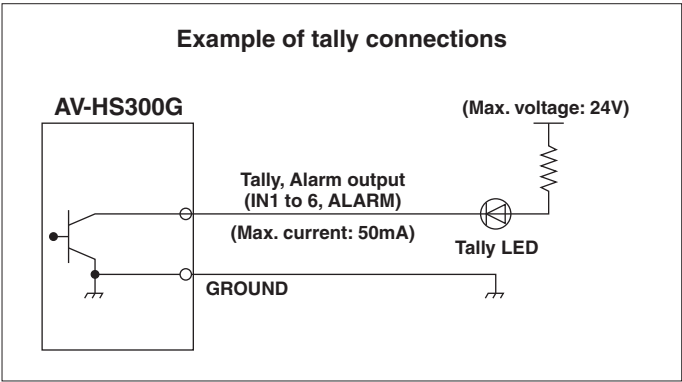 Example of tally connections
AV-HS300G
(Max. voltage: 24V)
Tally, Alarm output
(IN1 to 6, ALARM)
(Max. current: 50mA)
Tally LED
GROUND